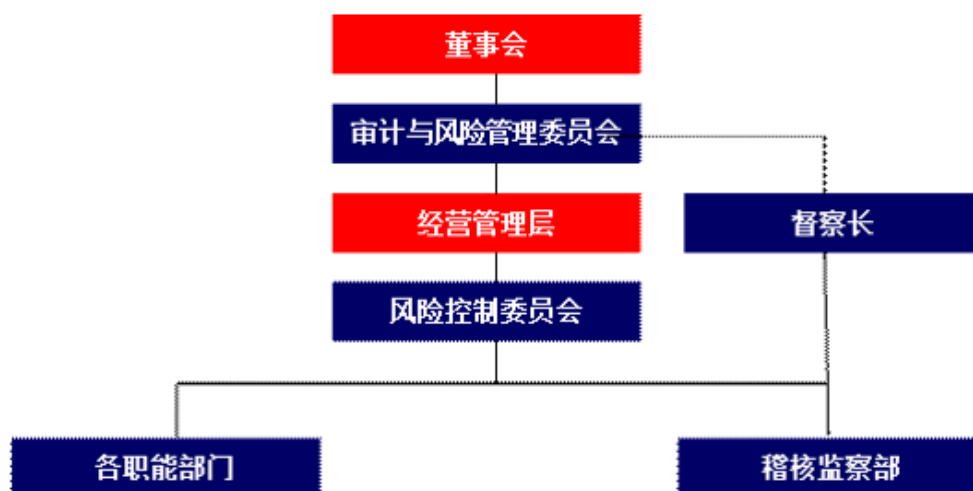 董事会
审计与风险管理委员会
经营管理层
督察长
风险控制委员会
各职能部门
稽核监察部